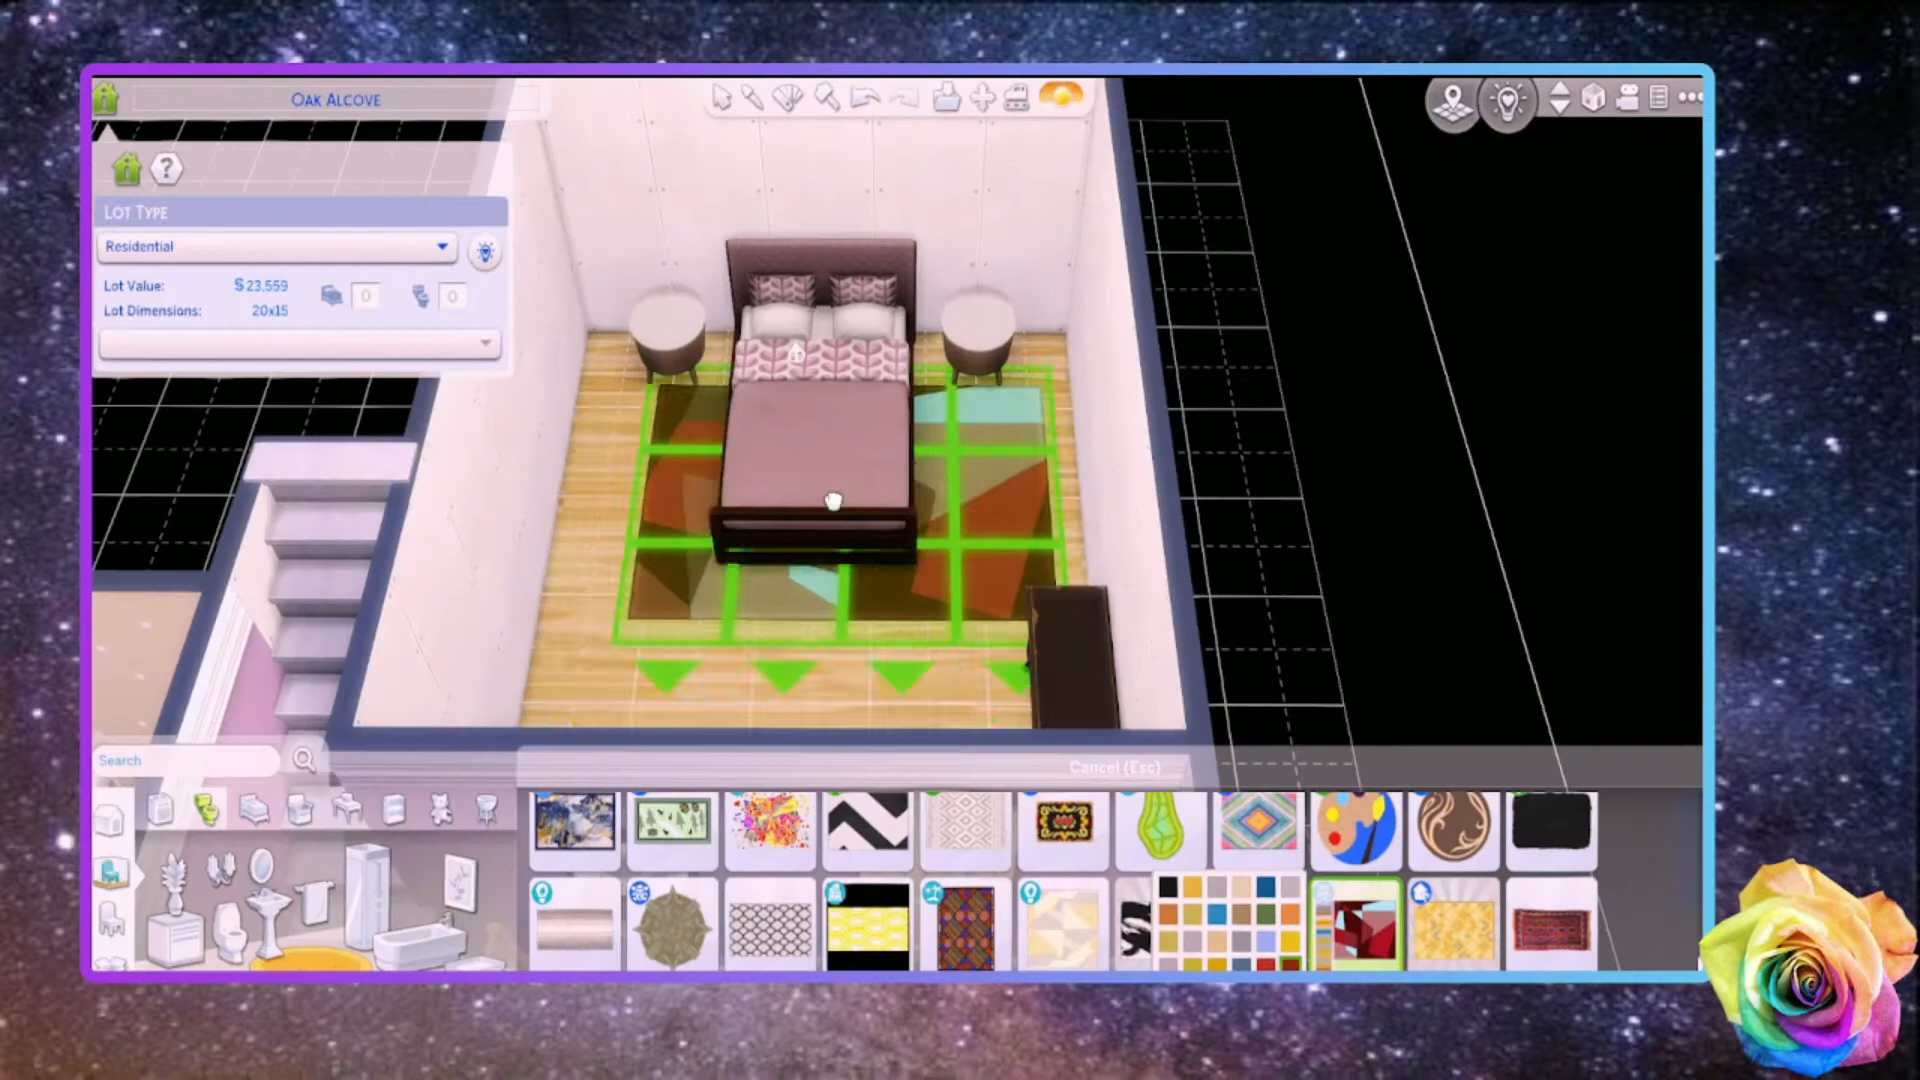 OAK ALCOVE
?
LOT TYPE
Residential
Lot Value: $23,559 0 0
Lot Dimensions: 20x15
Search
Cancel (Esc)